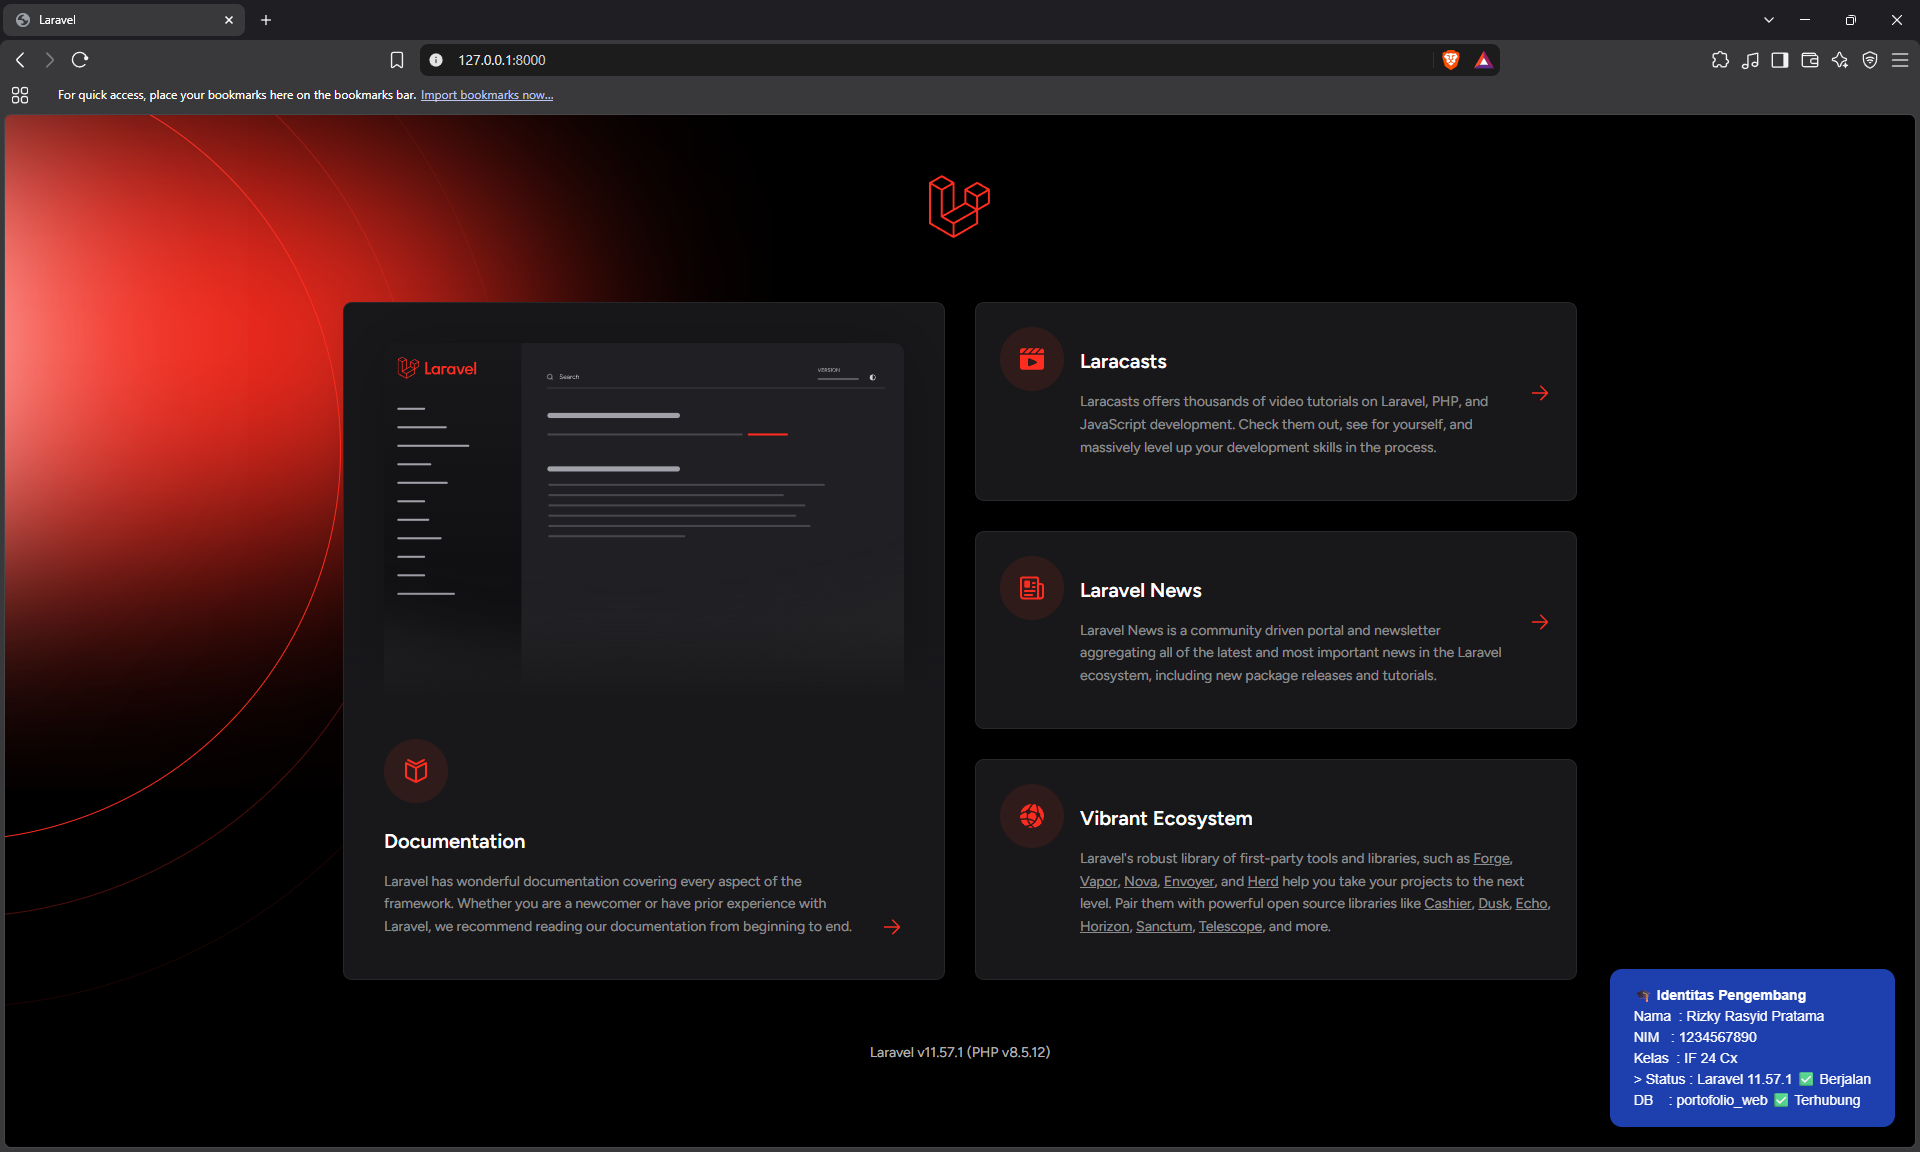 Laravel
127.0.0.1:8000
For quick access, place your bookmarks here on the bookmarks bar. Import bookmarks now...
Laravel
Search
VERSION
Documentation
Laravel has wonderful documentation covering every aspect of the
framework. Whether you are a newcomer or have prior experience with
Laravel, we recommend reading our documentation from beginning to end.
Laracasts
Laracasts offers thousands of video tutorials on Laravel, PHP, and
JavaScript development. Check them out, see for yourself, and
massively level up your development skills in the process.
Laravel News
Laravel News is a community driven portal and newsletter
aggregating all of the latest and most important news in the Laravel
ecosystem, including new package releases and tutorials.
Vibrant Ecosystem
Laravel's robust library of first-party tools and libraries, such as Forge,
Vapor, Nova, Envoyer, and Herd help you take your projects to the next
level. Pair them with powerful open source libraries like Cashier, Dusk, Echo,
Horizon, Sanctum, Telescope, and more.
Laravel v11.57.1 (PHP v8.5.12)
Identitas Pengembang
Nama : Rizky Rasyid Pratama
NIM : 1234567890
Kelas : IF 24 Cx
> Status : Laravel 11.57.1 ✅ Berjalan
DB : portofolio_web ✅ Terhubung